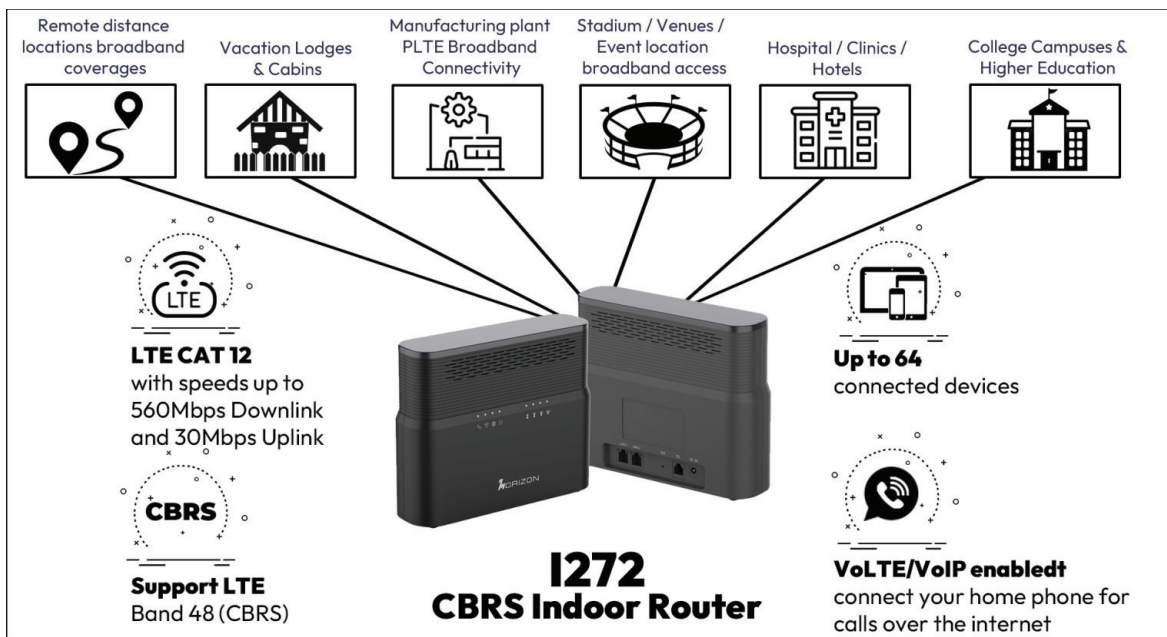 Remote distance
locations broadband
coverages
Vacation Lodges
& Cabins
Manufacturing plant
PLTE Broadband
Connectivity
Stadium / Venues /
Event location
broadband access
Hospital / Clinics /
Hotels
College Campuses &
Higher Education
LTE
LTE CAT 12
with speeds up to
560Mbps Downlink
and 30Mbps Uplink
CBRS
Support LTE
Band 48 (CBRS)
HORIZON
Up to 64
connected devices
VoLTE/VoIP enabledt
connect your home phone for
calls over the internet
I272
CBRS Indoor Router